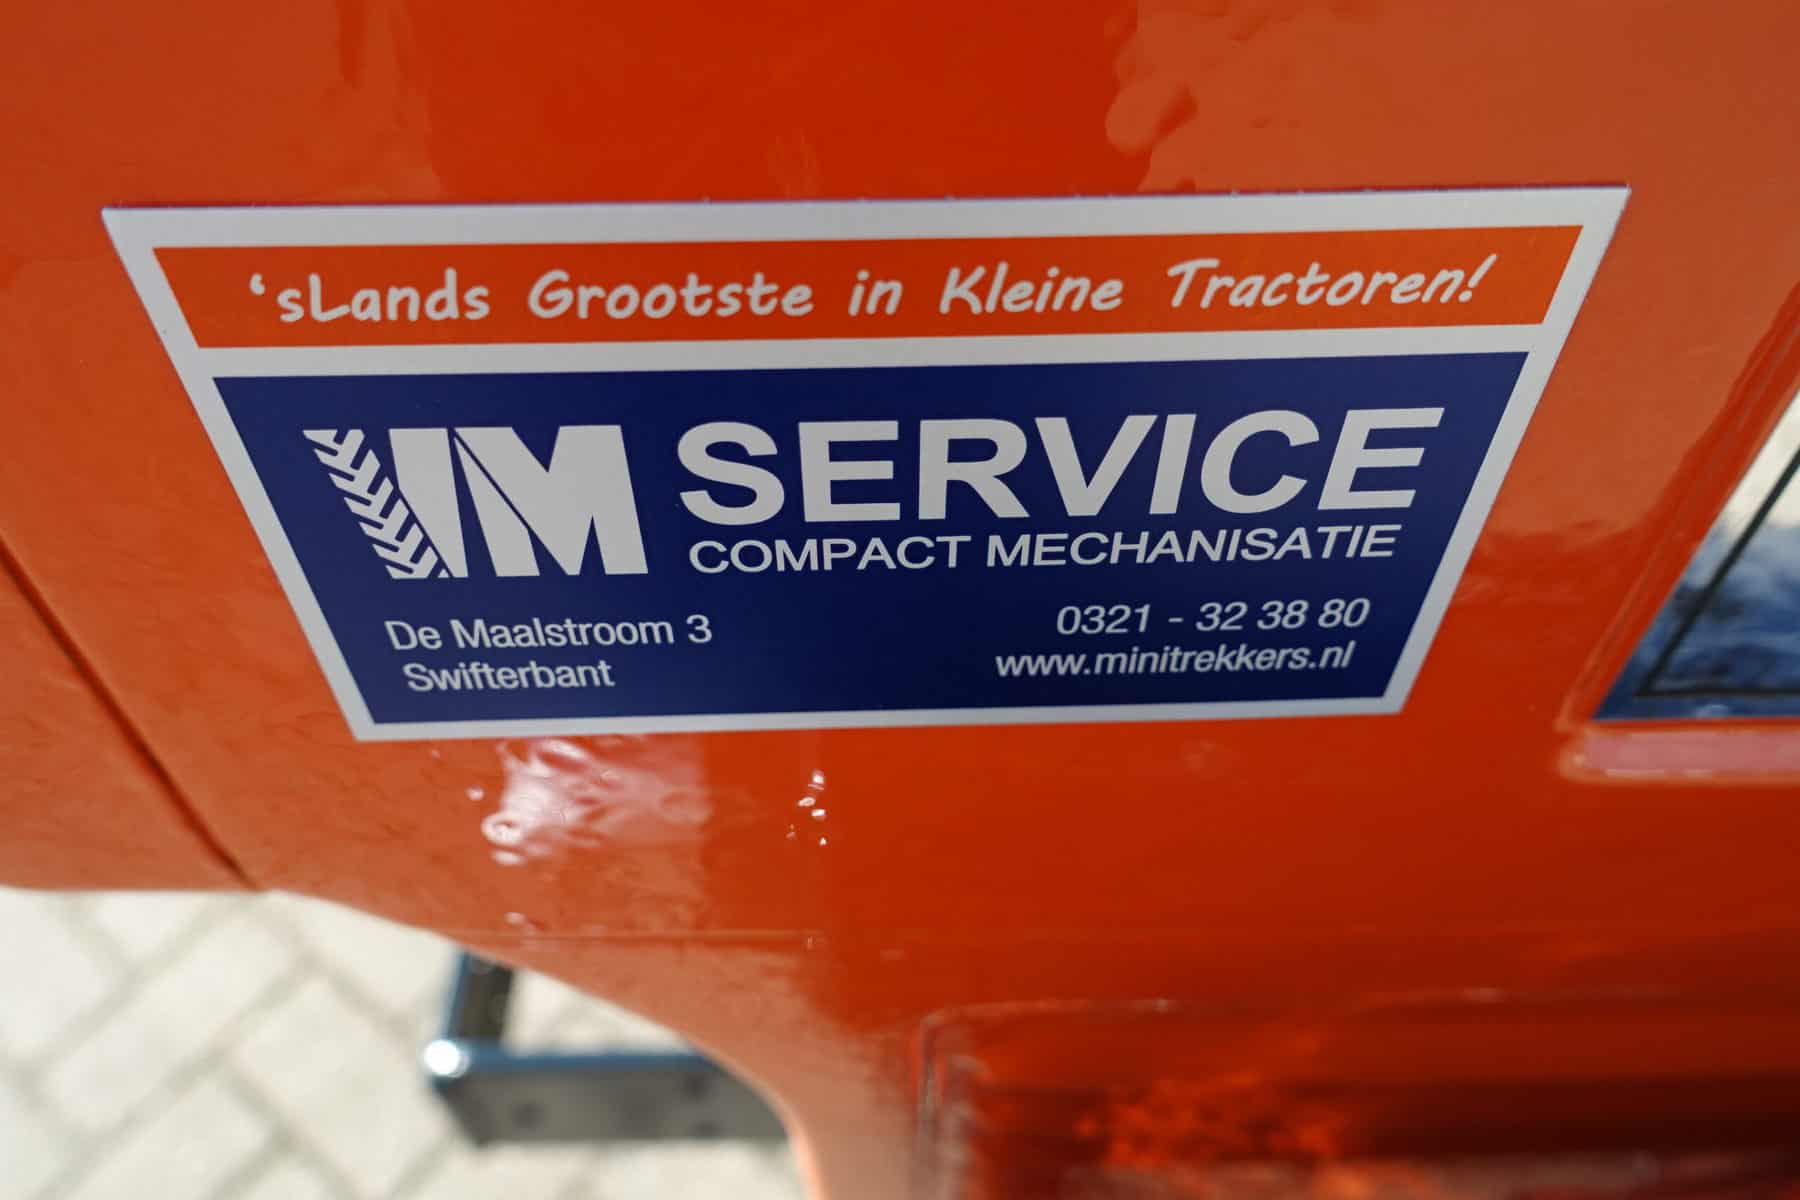 ‘sLands Grootste in Kleine Tractoren!
IM SERVICE
COMPACT MECHANISATIE
De Maalstroom 3
Swifterbant
0321 - 32 38 80
www.minitrekkers.nl